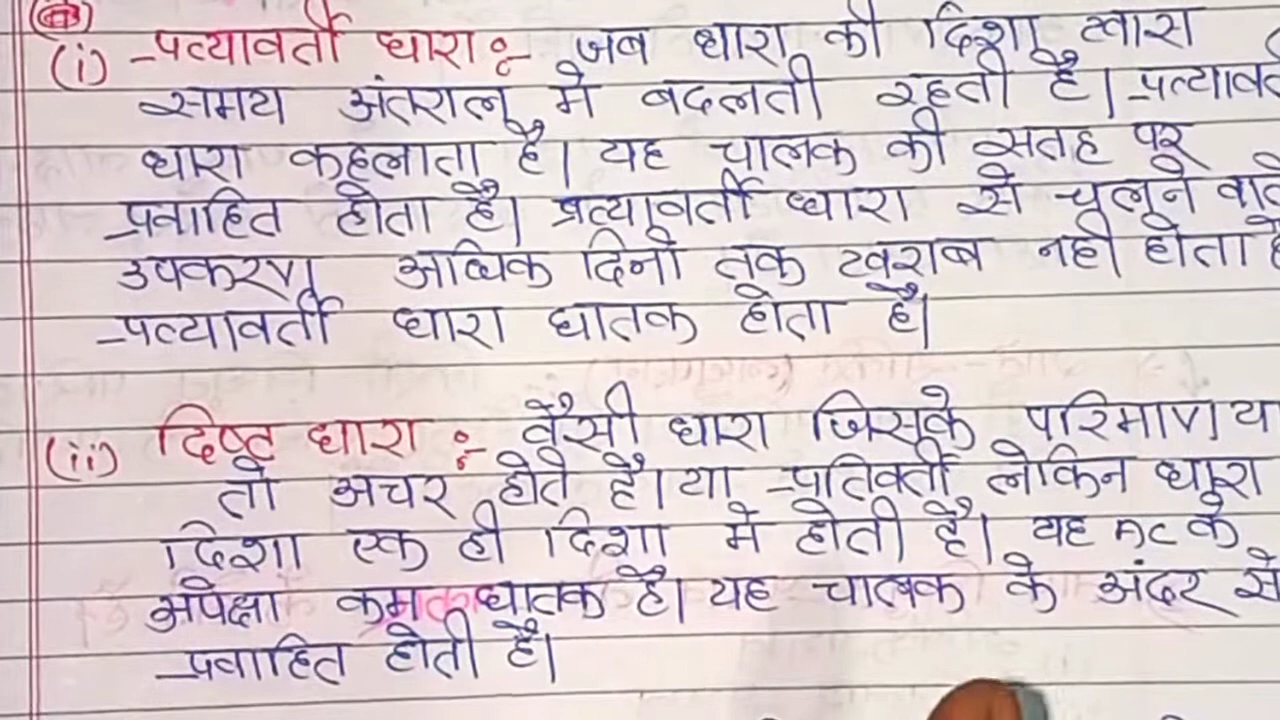 (i) प्रत्यावर्ती धारा :- जब धारा की दिशा खास
समय अंतराल में बदलती रहती है। प्रत्यावर्त
धारा कहलाता है। यह चालक की सतह पर
प्रवाहित होता है। प्रत्यावर्ती धारा से चलने वाले
उपकरण अधिक दिनों तक खराब नही होता है
प्रत्यावर्ती धारा घातक होता है।
(ii) दिष्ट धारा :- वैसी धारा जिसके परिमाण या
तो अचर होते है। या प्रतिवर्ती लेकिन धारा
दिशा एक ही दिशा मे होती है। यह AC के
अपेक्षा कम घातक है। यह चालक के अंदर से
प्रवाहित होती है।